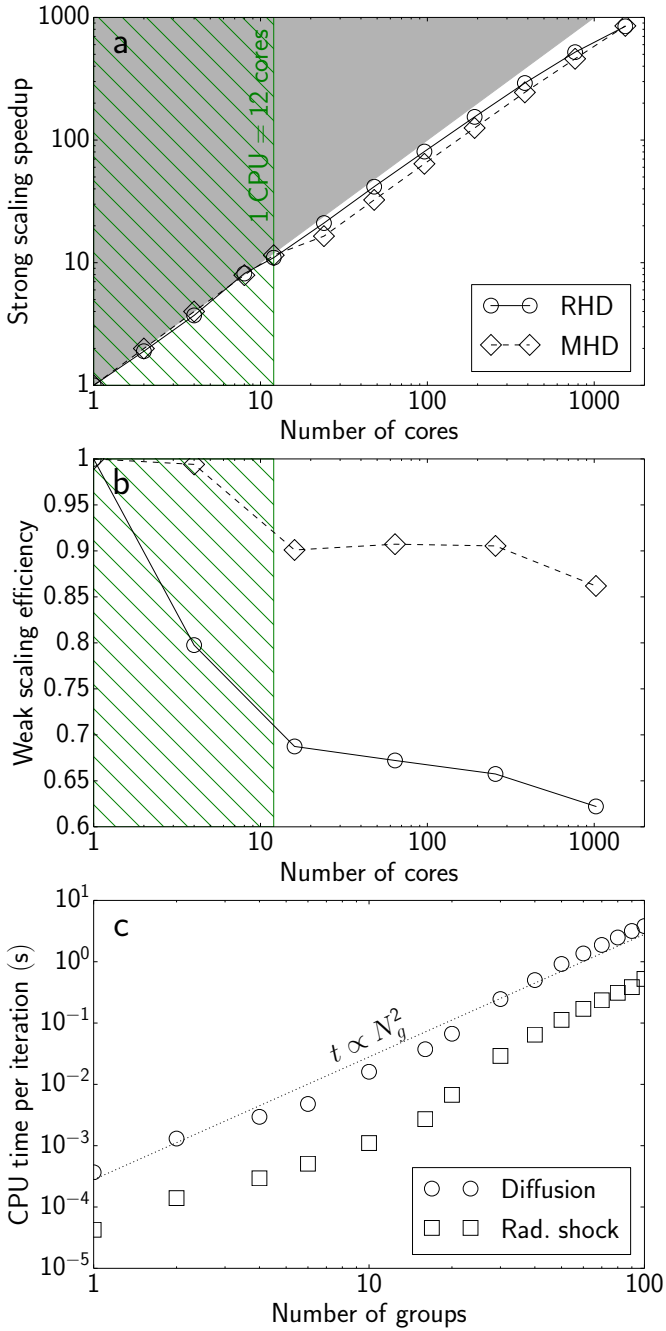 1000
a
100
10
1
Strong scaling speedup
1 CPU = 12 cores
RHD
MHD
1 10 100 1000
Number of cores
1
b
0.95
0.9
0.85
0.8
0.75
0.7
0.65
0.6
Weak scaling efficiency
1 10 100 1000
Number of cores
10^1
c
10^0
10^-1
10^-2
10^-3
10^-4
10^-5
CPU time per iteration (s)
t ∝ N_g^2
Diffusion
Rad. shock
1 10 100
Number of groups